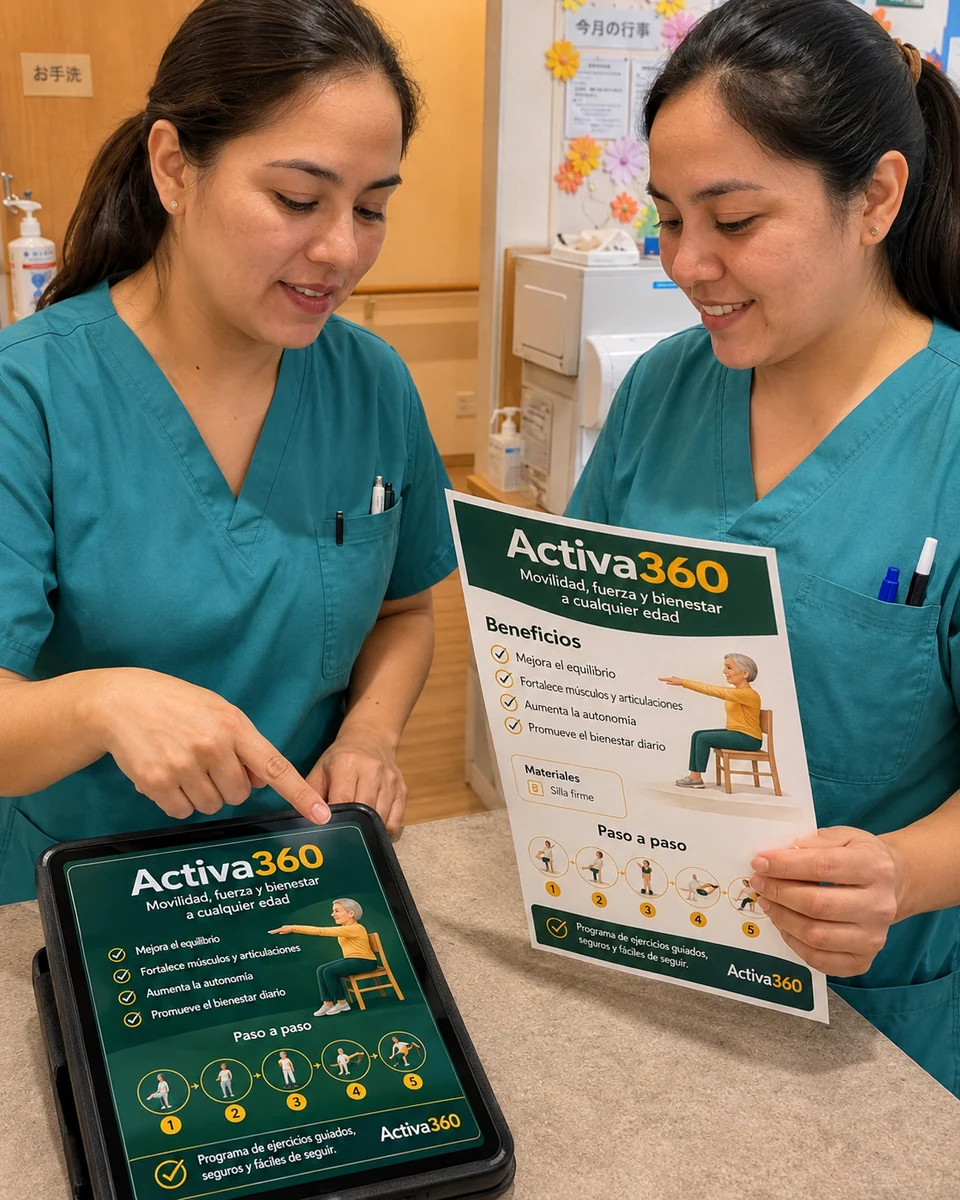 お手洗
今月の行事
Activa360
Movilidad, fuerza y bienestar
a cualquier edad
Beneficios
Mejora el equilibrio
Fortalece músculos y articulaciones
Aumenta la autonomía
Promueve el bienestar diario
Materiales
Silla firme
Paso a paso
1
2
3
4
5
Programa de ejercicios guiados,
seguros y fáciles de seguir.
Activa360
Activa360
Movilidad, fuerza y bienestar
a cualquier edad
Mejora el equilibrio
Fortalece músculos y articulaciones
Aumenta la autonomía
Promueve el bienestar diario
Paso a paso
1
2
3
4
5
Programa de ejercicios guiados,
seguros y fáciles de seguir.
Activa360